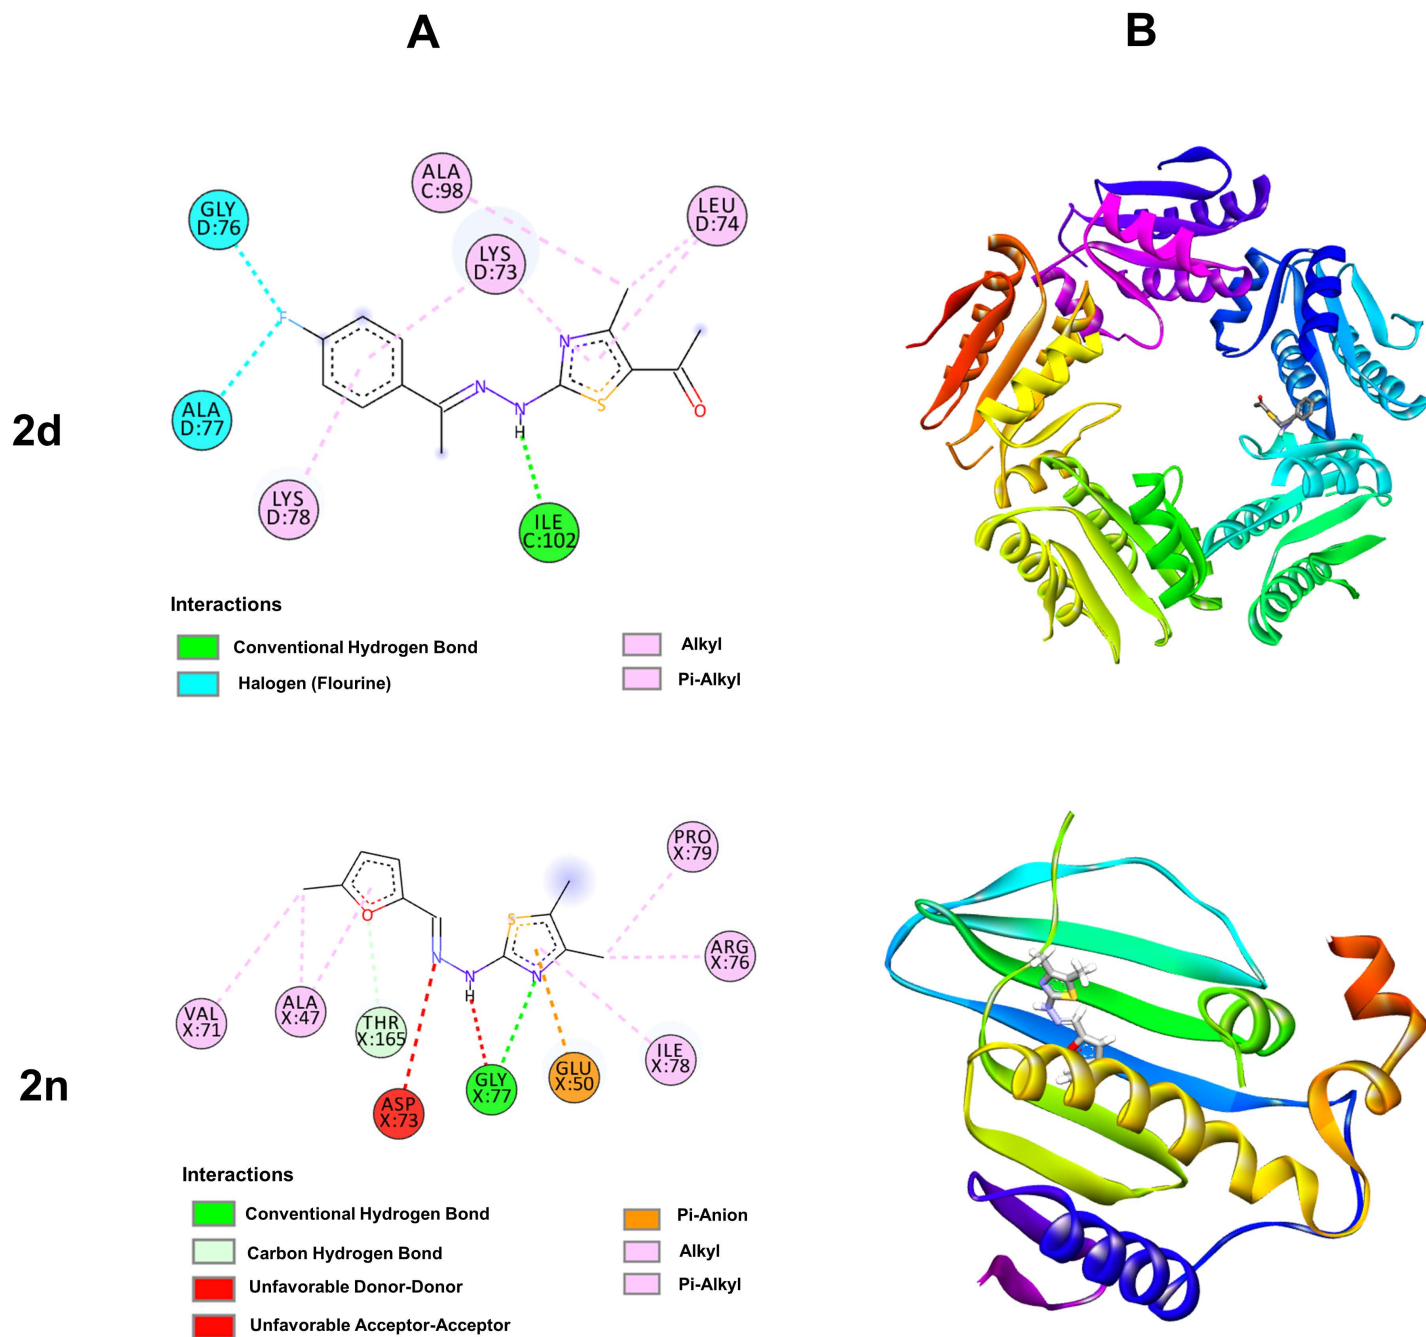 A
B
2d
ALA
C:98
GLY
D:76
LEU
D:74
LYS
D:73
F
N
N
N
H
S
O
ALA
D:77
LYS
D:78
ILE
C:102
Interactions
Conventional Hydrogen Bond
Halogen (Flourine)
Alkyl
Pi-Alkyl
2n
PRO
X:79
O
S
N
N
H
N
ARG
X:76
VAL
X:71
ALA
X:47
THR
X:165
ILE
X:78
GLY
X:77
GLU
X:50
ASP
X:73
Interactions
Conventional Hydrogen Bond
Carbon Hydrogen Bond
Unfavorable Donor-Donor
Unfavorable Acceptor-Acceptor
Pi-Anion
Alkyl
Pi-Alkyl